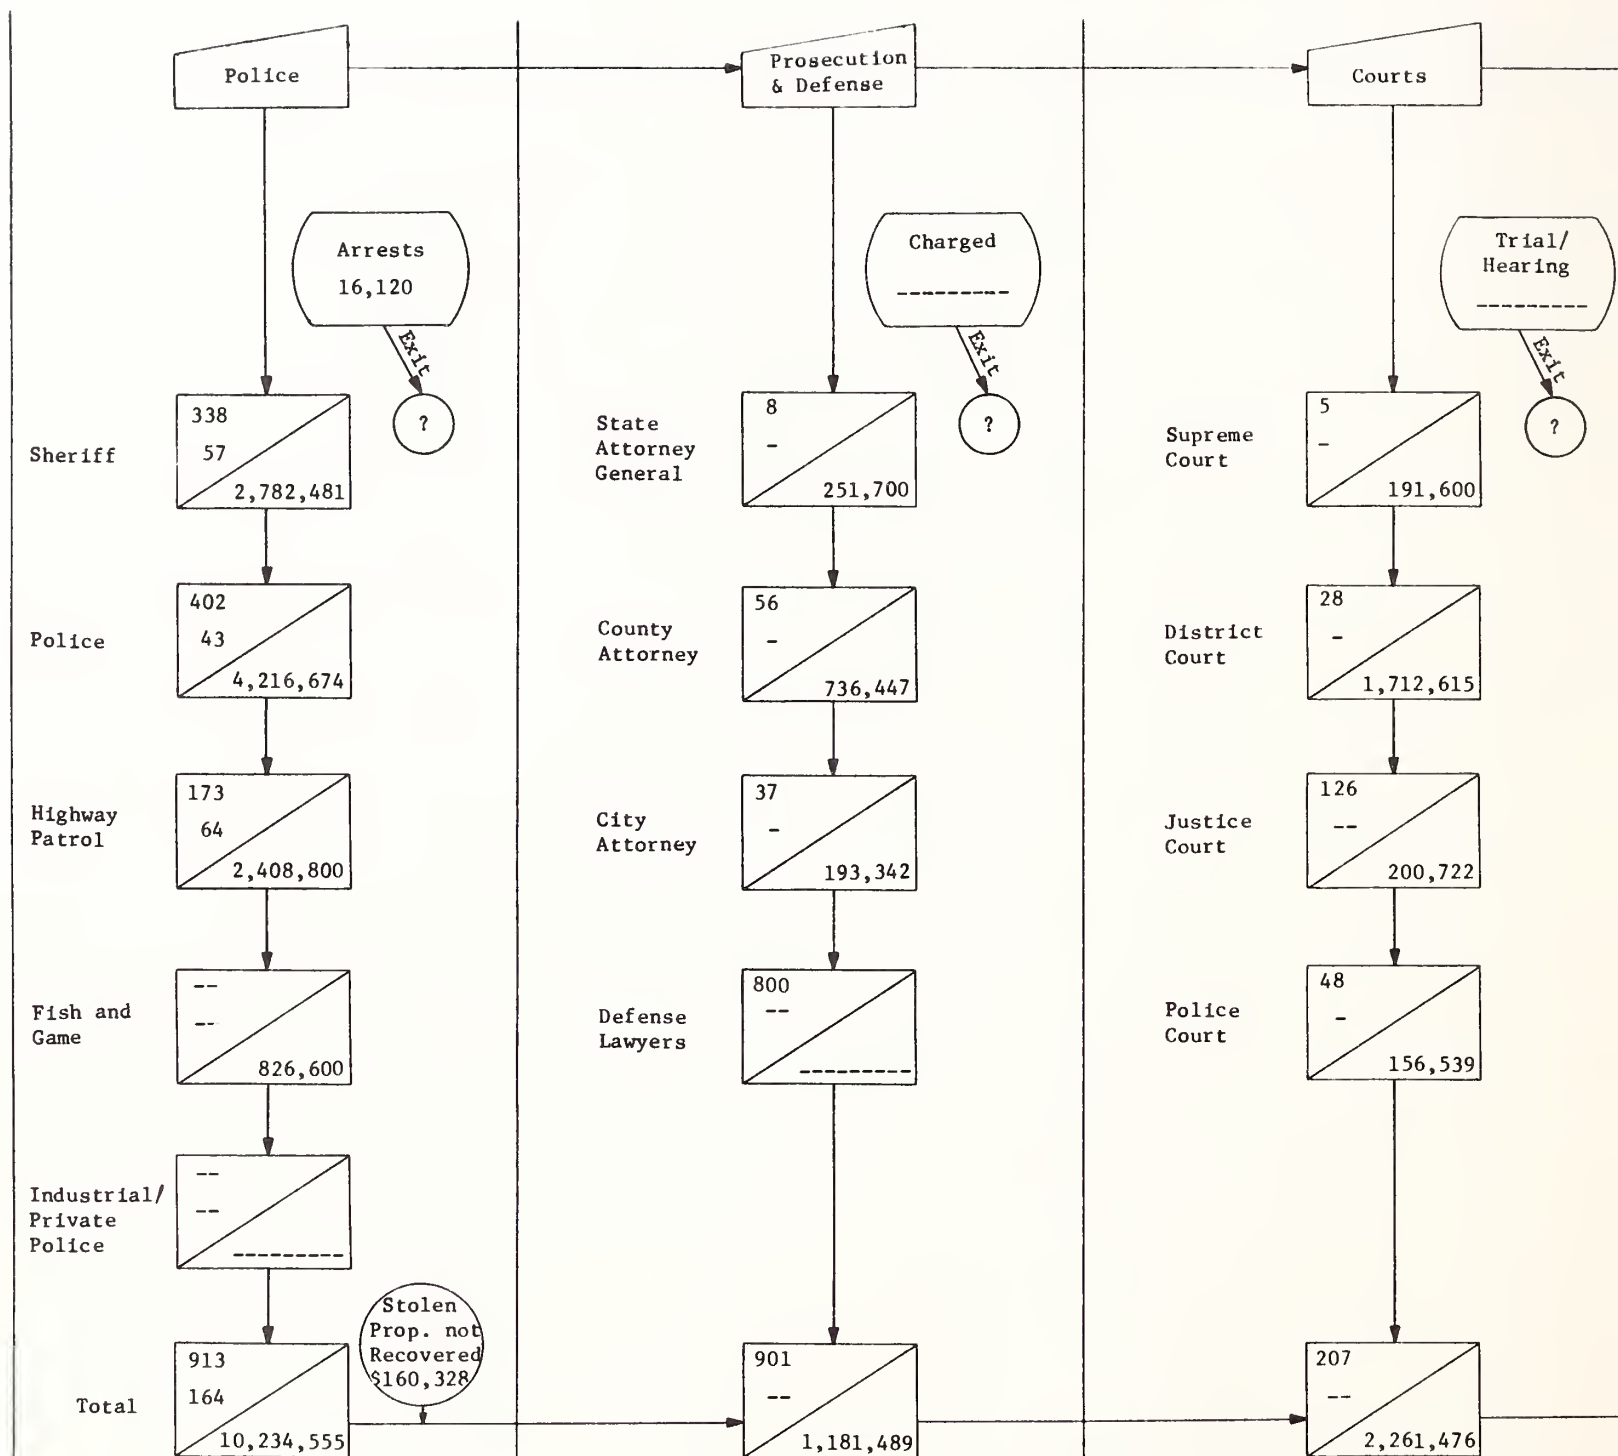 Police
Prosecution
& Defense
Courts
Arrests
16,120
Exit
?
Charged
---------
Exit
?
Trial/
Hearing
---------
Exit
?
Sheriff
338
57
2,782,481
Police
402
43
4,216,674
Highway
Patrol
173
64
2,408,800
Fish and
Game
--
--
826,600
Industrial/
Private
Police
--
--
---------
Stolen
Prop. not
Recovered
$160,328
Total
913
164
10,234,555
State
Attorney
General
8
-
251,700
County
Attorney
56
-
736,447
City
Attorney
37
-
193,342
Defense
Lawyers
800
--
---------
901
--
1,181,489
Supreme
Court
5
-
191,600
District
Court
28
-
1,712,615
Justice
Court
126
--
200,722
Police
Court
48
-
156,539
207
--
2,261,476